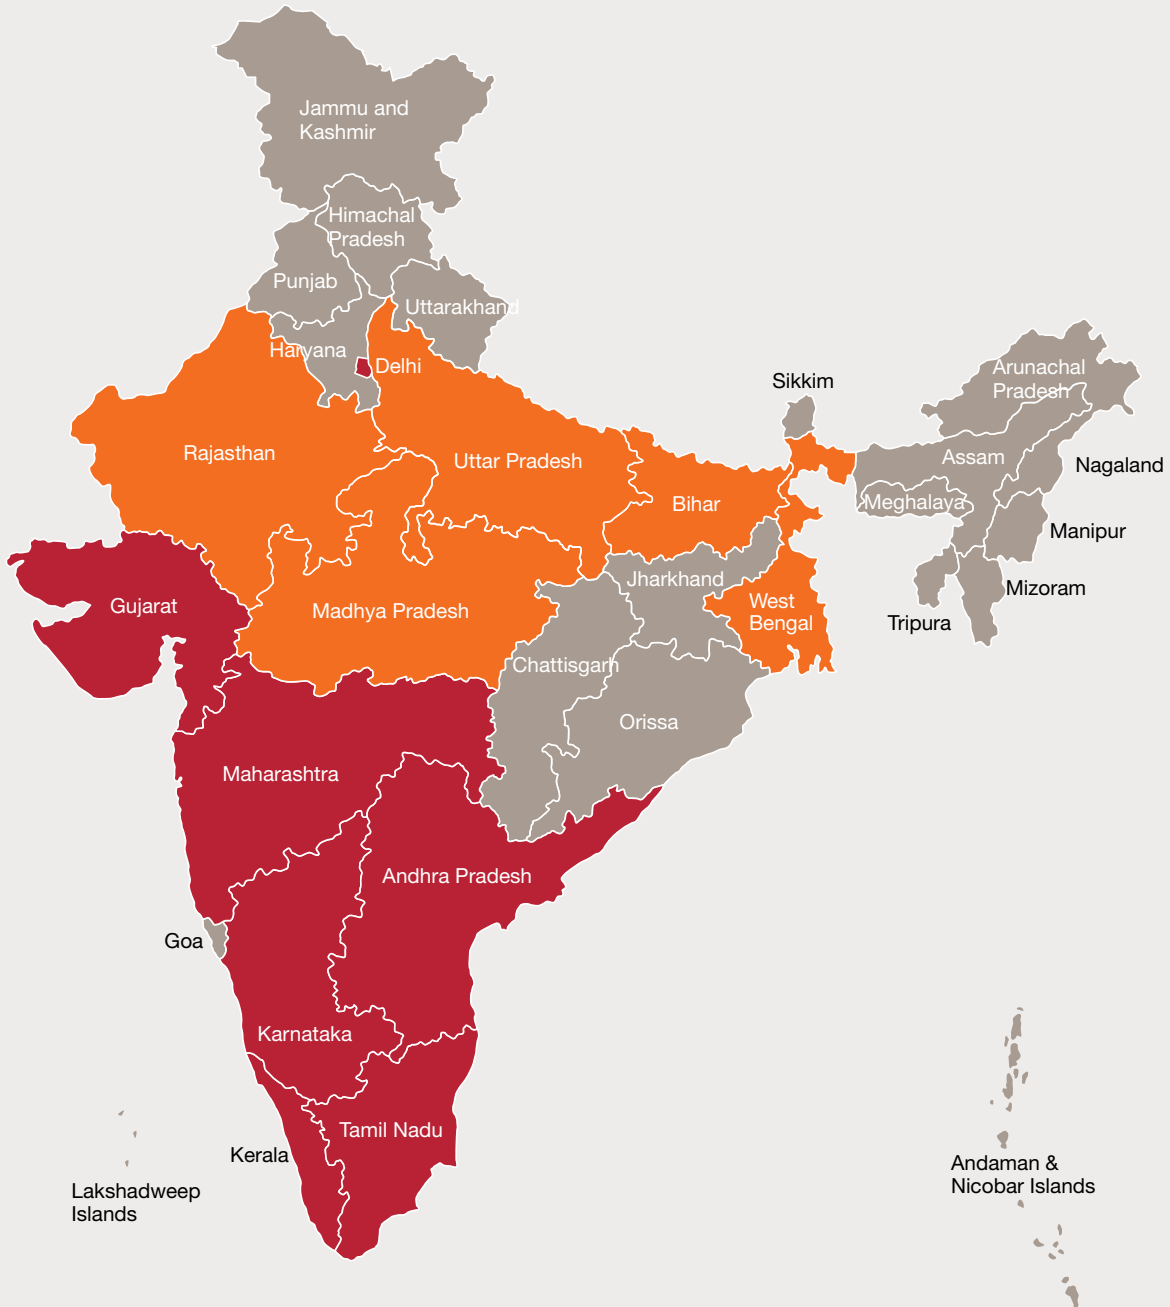 Jammu and
Kashmir
Himachal
Pradesh
Punjab
Uttarakhand
Haryana
Delhi
Arunachal
Pradesh
Sikkim
Rajasthan
Uttar Pradesh
Assam
Nagaland
Bihar
Meghalaya
Manipur
Jharkhand
Mizoram
Gujarat
Madhya Pradesh
West
Bengal
Tripura
Chattisgarh
Orissa
Maharashtra
Andhra Pradesh
Goa
Karnataka
Tamil Nadu
Kerala
Andaman &
Nicobar Islands
Lakshadweep
Islands